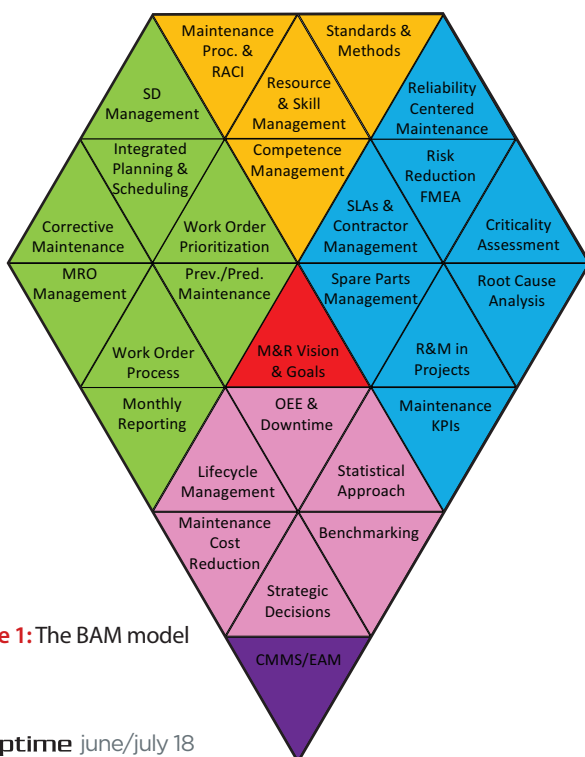 Maintenance
Proc. &
RACI
Standards &
Methods
SD
Management
Resource
& Skill
Management
Reliability
Centered
Maintenance
Integrated
Planning &
Scheduling
Competence
Management
Risk
Reduction
FMEA
Corrective
Maintenance
Work Order
Prioritization
SLAs &
Contractor
Management
Criticality
Assessment
MRO
Management
Prev./Pred.
Maintenance
Spare Parts
Management
Root Cause
Analysis
Work Order
Process
M&R Vision
& Goals
R&M in
Projects
Monthly
Reporting
OEE &
Downtime
Maintenance
KPIs
Lifecycle
Management
Statistical
Approach
Maintenance
Cost
Reduction
Benchmarking
Strategic
Decisions
e 1: The BAM model
CMMS/EAM
ptime june/july 18